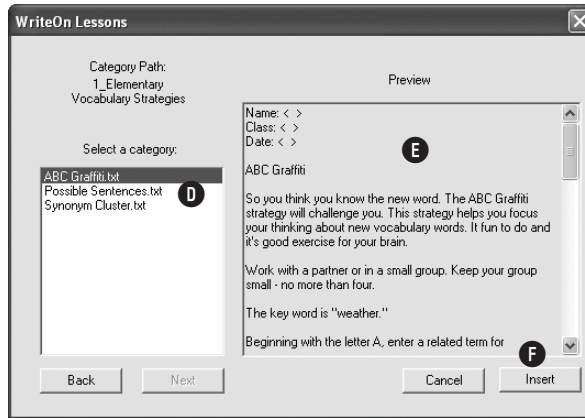 WriteOn Lessons
Category Path:
1_Elementary
Vocabulary Strategies
Select a category:
ABC Graffiti.txt
Possible Sentences.txt
Synonym Cluster.txt
D
Preview
Name: < >
Class: < >
Date: < >
E
ABC Graffiti
So you think you know the new word. The ABC Graffiti
strategy will challenge you. This strategy helps you focus
your thinking about new vocabulary words. It fun to do and
it's good exercise for your brain.
Work with a partner or in a small group. Keep your group
small - no more than four.
The key word is "weather."
Beginning with the letter A, enter a related term for
F
Back
Next
Cancel
Insert